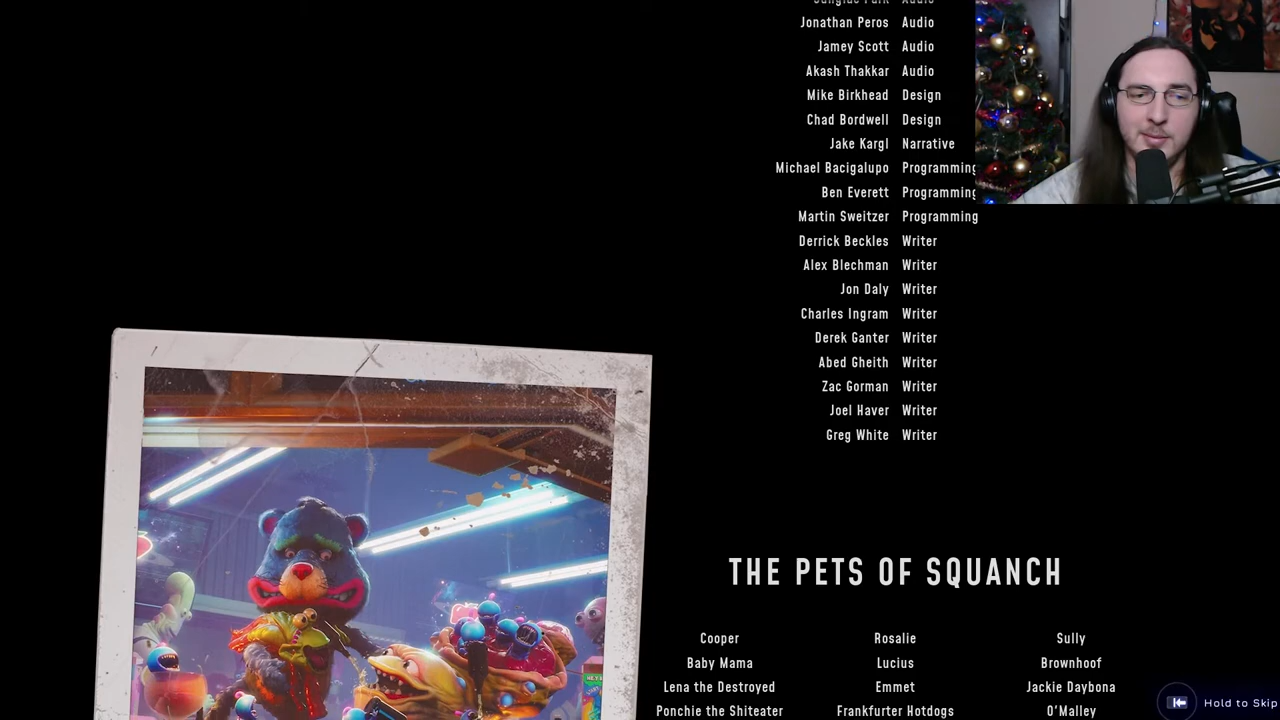 Jonathan Peros Audio
Jamey Scott Audio
Akash Thakkar Audio
Mike Birkhead Design
Chad Bordwell Design
Jake Kargl Narrative
Michael Bacigalupo Programming
Ben Everett Programming
Martin Sweitzer Programming
Derrick Beckles Writer
Alex Blechman Writer
Jon Daly Writer
Charles Ingram Writer
Derek Ganter Writer
Abed Gheith Writer
Zac Gorman Writer
Joel Haver Writer
Greg White Writer
THE PETS OF SQUANCH
Cooper Rosalie Sully
Baby Mama Lucius Brownhoof
Lena the Destroyed Emmet Jackie Daybona
Ponchie the Shiteater Frankfurter Hotdogs O'Malley
Hold to Skip